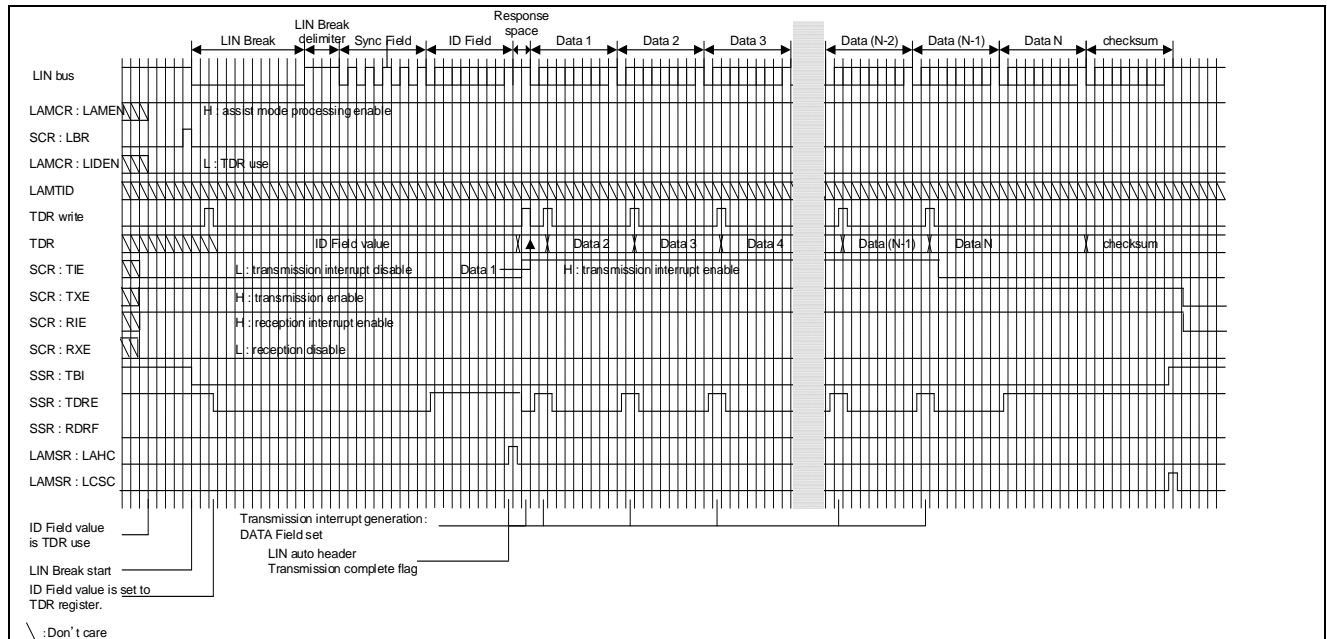 LIN Break
LIN Break
delimiter
Sync Field
ID Field
Response
space
Data 1
Data 2
Data 3
Data (N-2)
Data (N-1)
Data N
checksum
LIN bus
LAMCR : LAMEN
H : assist mode processing enable
SCR : LBR
LAMCR : LIDEN
L : TDR use
LAMTID
TDR write
TDR
ID Field value
Data 2
Data 3
Data 4
Data (N-1)
Data N
checksum
SCR : TIE
L : transmission interrupt disable
Data 1
H : transmission interrupt enable
SCR : TXE
H : transmission enable
SCR : RIE
H : reception interrupt enable
SCR : RXE
L : reception disable
SSR : TBI
SSR : TDRE
SSR : RDRF
LAMSR : LAHC
LAMSR : LCSC
ID Field value
is TDR use
Transmission interrupt generation :
DATA Field set
LIN auto header
Transmission complete flag
LIN Break start
ID Field value is set to
TDR register.
\ : Don't care